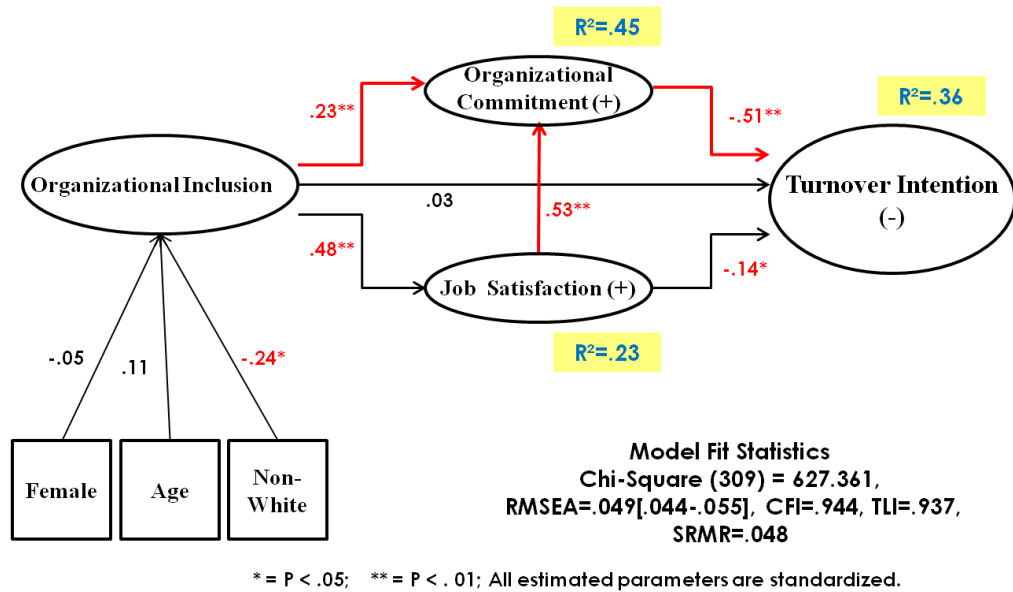 R²=.45
Organizational
Commitment (+)
R²=.36
.23**
-.51**
Organizational Inclusion
Turnover Intention
(-)
.03
.53**
.48**
-.14*
Job Satisfaction (+)
R²=.23
-.05
.11
-.24*
Female
Age
Non-
White
Model Fit Statistics
Chi-Square (309) = 627.361,
RMSEA=.049[.044-.055], CFI=.944, TLI=.937,
SRMR=.048
* = P < .05; ** = P < . 01; All estimated parameters are standardized.